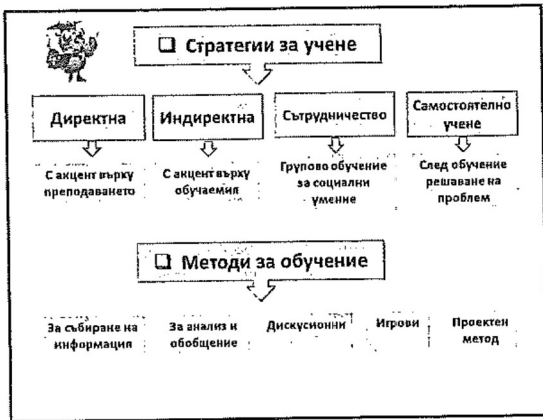 ❑ Стратегии за учене
Директна
Индиректна
Сътрудничество
Самостоятелно
учене
С акцент върху
преподаването
С акцент върху
обучаемия
Групово обучение
за социални
умение
След обучение
решаване на
проблем
❑ Методи за обучение
За събиране на
информация
За анализ и
обобщение
Дискусионни
Игрови
Проектен
метод